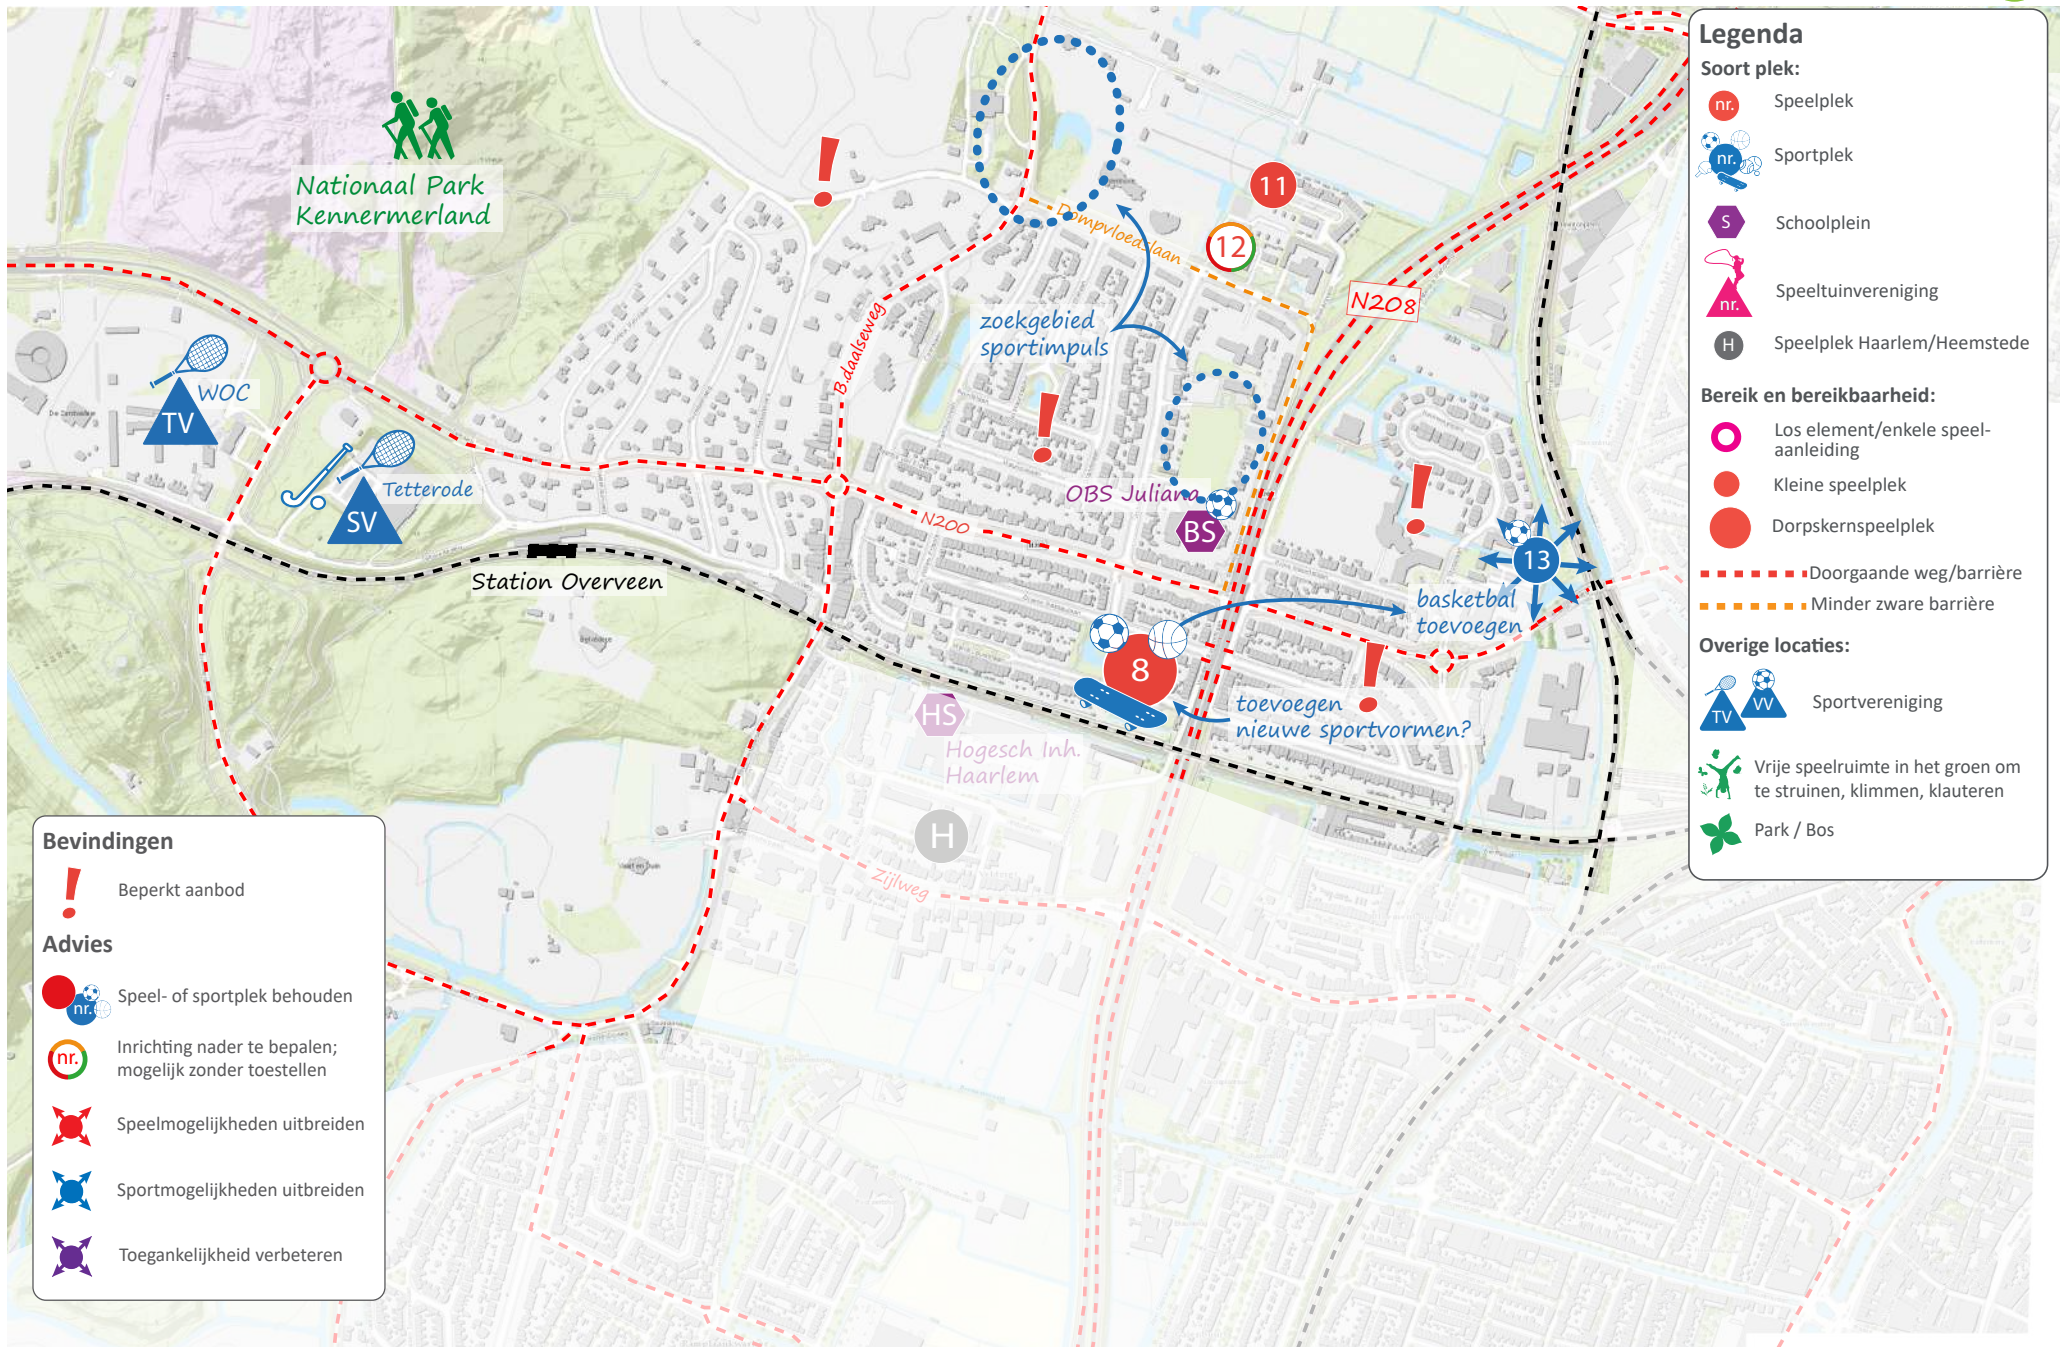 Nationaal Park
Kennermerland
Dompvloedslaan
11
12
N208
B.daalseweg
zoekgebied
sportimpuls
WOC
TV
Tetterode
SV
OBS Juliana
BS
N200
Station Overveen
13
basketbal
toevoegen
8
toevoegen
nieuwe sportvormen?
HS
Hogesch Inh.
Haarlem
H
Zijlweg
Legenda
Soort plek:
nr. Speelplek
nr. Sportplek
S Schoolplein
nr. Speeltuinvereniging
H Speelplek Haarlem/Heemstede
Bereik en bereikbaarheid:
Los element/enkele speel-
aanleiding
Kleine speelplek
Dorpskernspeelplek
Doorgaande weg/barrière
Minder zware barrière
Overige locaties:
TV VV Sportvereniging
Vrije speelruimte in het groen om
te struinen, klimmen, klauteren
Park / Bos
Bevindingen
Beperkt aanbod
Advies
nr. Speel- of sportplek behouden
nr. Inrichting nader te bepalen;
mogelijk zonder toestellen
Speelmogelijkheden uitbreiden
Sportmogelijkheden uitbreiden
Toegankelijkheid verbeteren